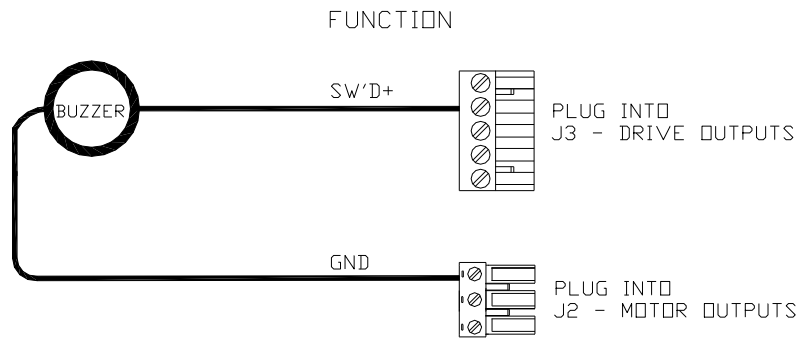 FUNCTION
SW'D+
BUZZER
PLUG INTO
J3 - DRIVE OUTPUTS
GND
PLUG INTO
J2 - MOTOR OUTPUTS